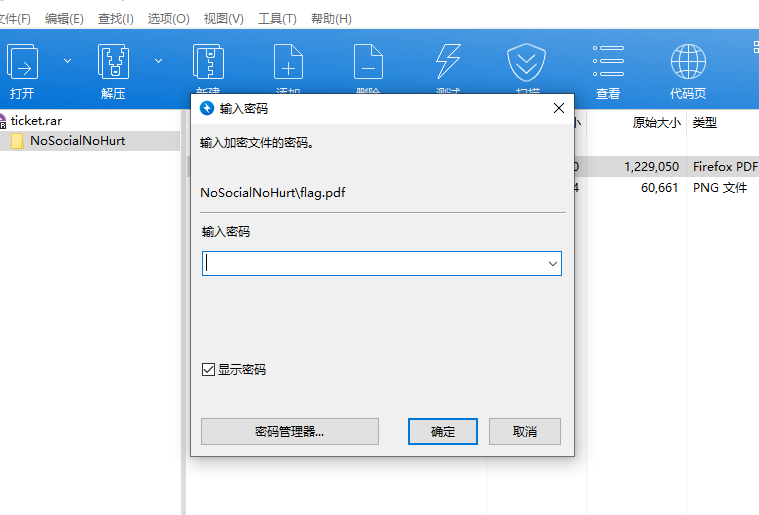 文件(F) 编辑(E) 查找(I) 选项(O) 视图(V) 工具(T) 帮助(H)
打开 解压 新建 添加 删除 测试 扫描 查看 代码页
ticket.rar
NoSocialNoHurt
输入密码
输入加密文件的密码。
NoSocialNoHurt\flag.pdf
输入密码
显示密码
密码管理器... 确定 取消
小 原始大小 类型
0 1,229,050 Firefox PDF
4 60,661 PNG 文件